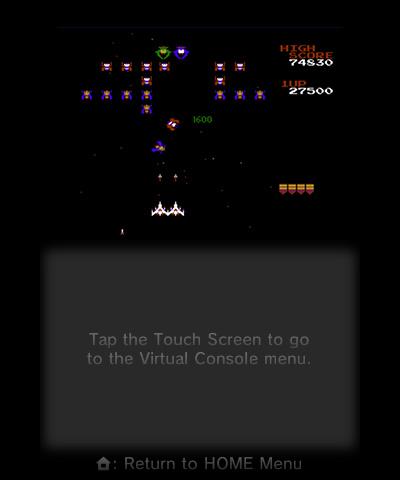 HIGH
SCORE
74830
1UP
27500
1600
Tap the Touch Screen to go
to the Virtual Console menu.
: Return to HOME Menu